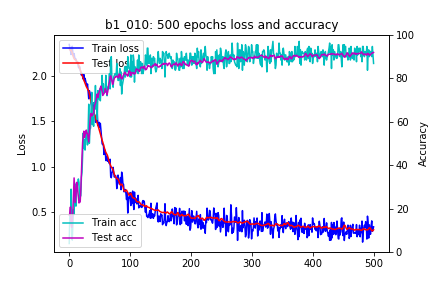 b1_010: 500 epochs loss and accuracy
Train loss
Test loss
Train acc
Test acc
Loss
2.0
1.5
1.0
0.5
Accuracy
100
80
60
40
20
0
0
100
200
300
400
500